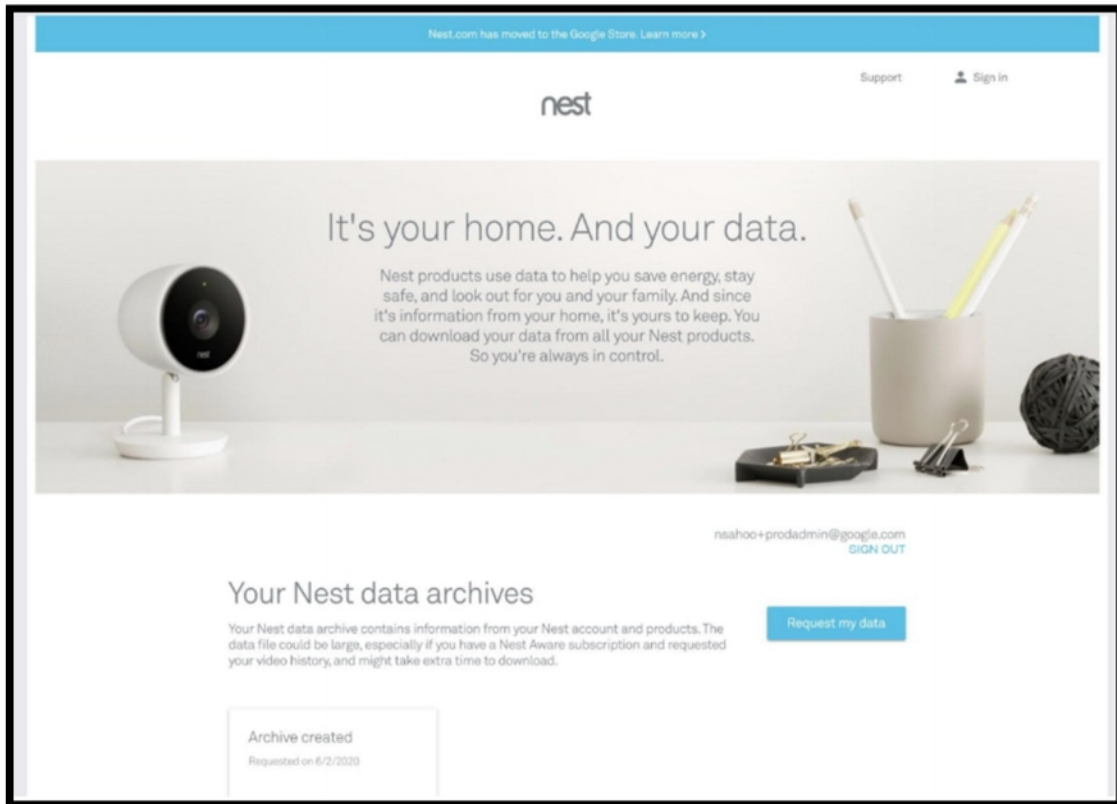 Nest.com has moved to the Google Store. Learn more >
Support
Sign in
nest
It's your home. And your data.
Nest products use data to help you save energy, stay
safe, and look out for you and your family. And since
it's information from your home, it's yours to keep. You
can download your data from all your Nest products.
So you're always in control.
nest
nsahoo+prodadmin@google.com
SIGN OUT
Your Nest data archives
Request my data
Your Nest data archive contains information from your Nest account and products. The
data file could be large, especially if you have a Nest Aware subscription and requested
your video history, and might take extra time to download.
Archive created
Requested on 6/2/2020